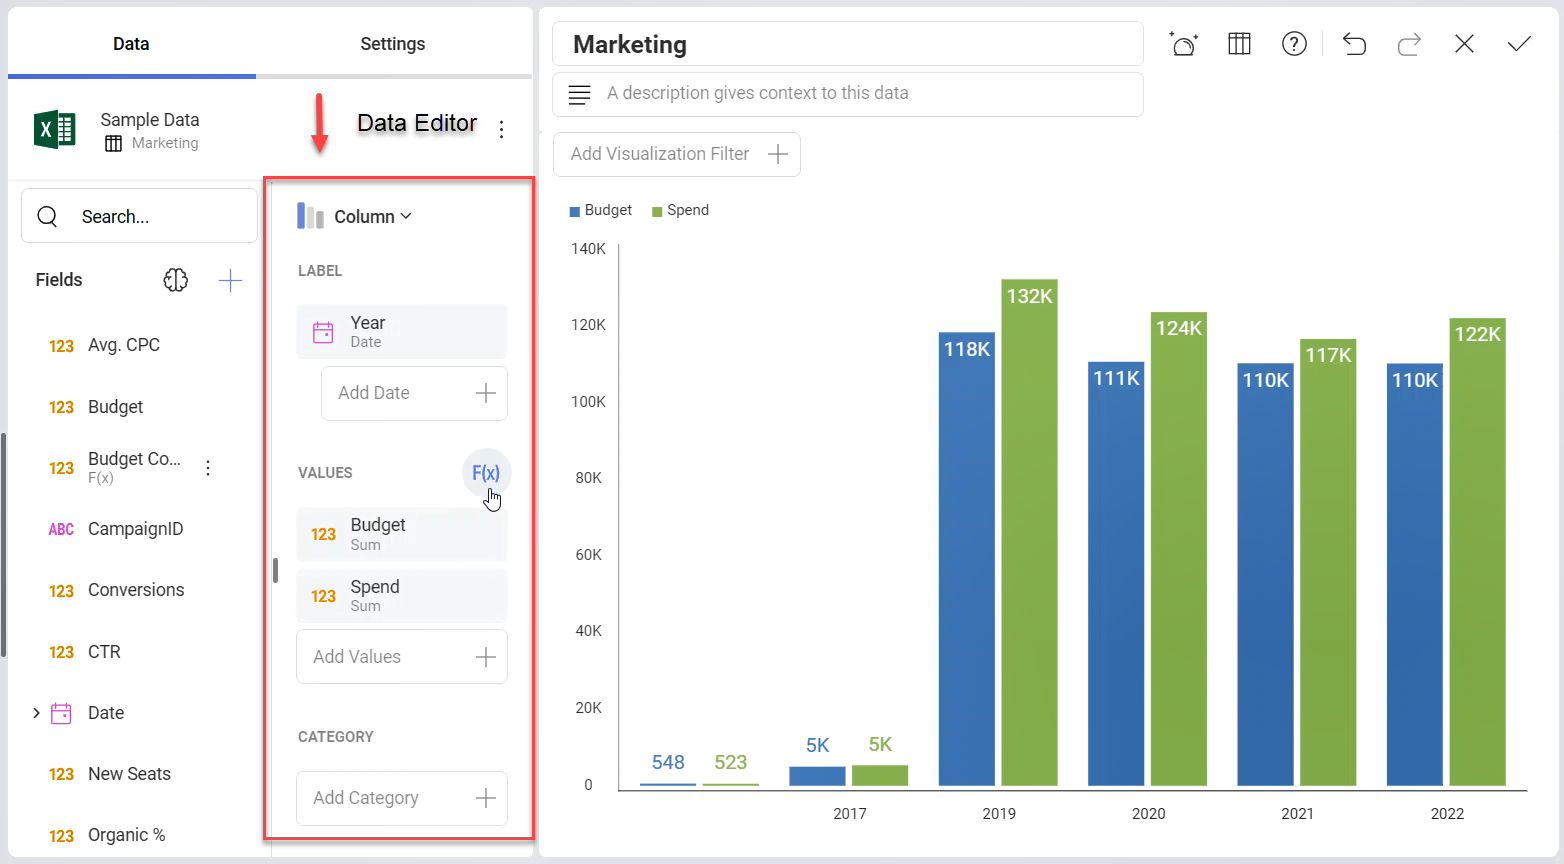 Data
Settings
Sample Data
Marketing
Data Editor
Search...
Fields
123 Avg. CPC
123 Budget
123 Budget Co...
F(x)
ABC CampaignID
123 Conversions
123 CTR
Date
123 New Seats
123 Organic %
Column
LABEL
Year
Date
Add Date
VALUES
F(x)
123 Budget
Sum
123 Spend
Sum
Add Values
CATEGORY
Add Category
Marketing
A description gives context to this data
Add Visualization Filter
Budget Spend
140K
120K
100K
80K
60K
40K
20K
0
548 523
5K 5K
118K 132K
111K 124K
110K 117K
110K 122K
2017 2019 2020 2021 2022